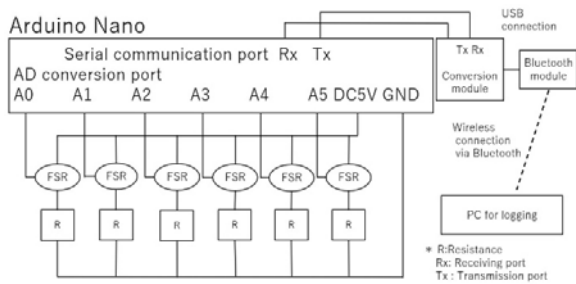 Arduino Nano
Serial communication port Rx Tx
AD conversion port
A0 A1 A2 A3 A4 A5 DC5V GND
FSR FSR FSR FSR FSR FSR
R R R R R R
USB
connection
Tx Rx
Conversion
module
Bluetooth
module
Wireless
connection
via Bluetooth
PC for logging
* R:Resistance
Rx: Receiving port
Tx : Transmission port